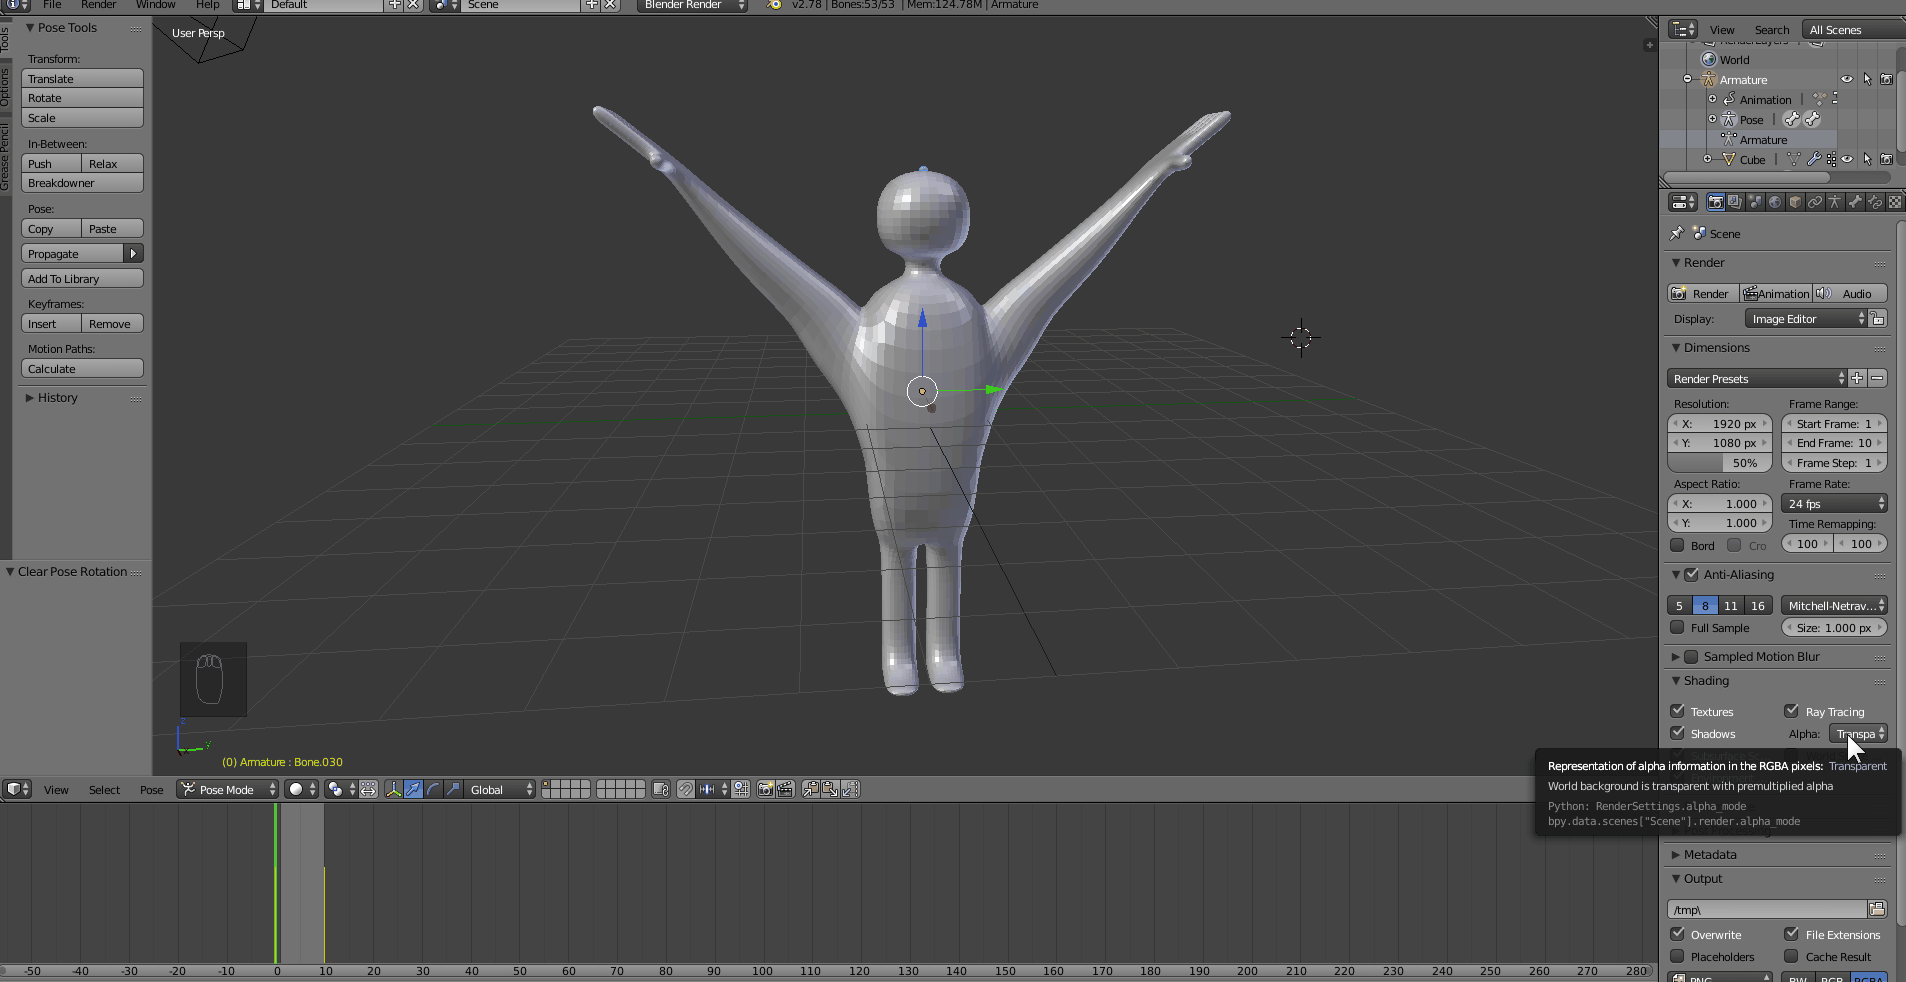 File Render Window Help Default Scene Blender Render v2.78 | Bones:53/53 | Mem:124.78M | Armature
Tools
Options
Grease Pencil
Pose Tools
Transform:
Translate
Rotate
Scale
In-Between:
Push Relax
Breakdowner
Pose:
Copy Paste
Propagate
Add To Library
Keyframes:
Insert Remove
Motion Paths:
Calculate
History
Clear Pose Rotation
User Persp
z
y
(0) Armature : Bone.030
View Select Pose Pose Mode Global
-50 -40 -30 -20 -10 0 10 20 30 40 50 60 70 80 90 100 110 120 130 140 150 160 170 180 190 200 210 220 230 240 250 260 270 280
View Search All Scenes
RenderLayers
World
Armature
Animation
Pose
Armature
Cube
Scene
Render
Render Animation Audio
Display: Image Editor
Dimensions
Render Presets
Resolution: Frame Range:
X: 1920 px Start Frame: 1
Y: 1080 px End Frame: 10
50% Frame Step: 1
Aspect Ratio: Frame Rate:
X: 1.000 24 fps
Y: 1.000 Time Remapping:
Bord Cro 100 100
Anti-Aliasing
5 8 11 16 Mitchell-Netrav...
Full Sample Size: 1.000 px
Sampled Motion Blur
Shading
Textures Ray Tracing
Shadows Alpha: Transpa
Representation of alpha information in the RGBA pixels: Transparent
World background is transparent with premultiplied alpha
Python: RenderSettings.alpha_mode
bpy.data.scenes["Scene"].render.alpha_mode
Metadata
Output
/tmp\
Overwrite File Extensions
Placeholders Cache Result
PNG BW RGB RGBA